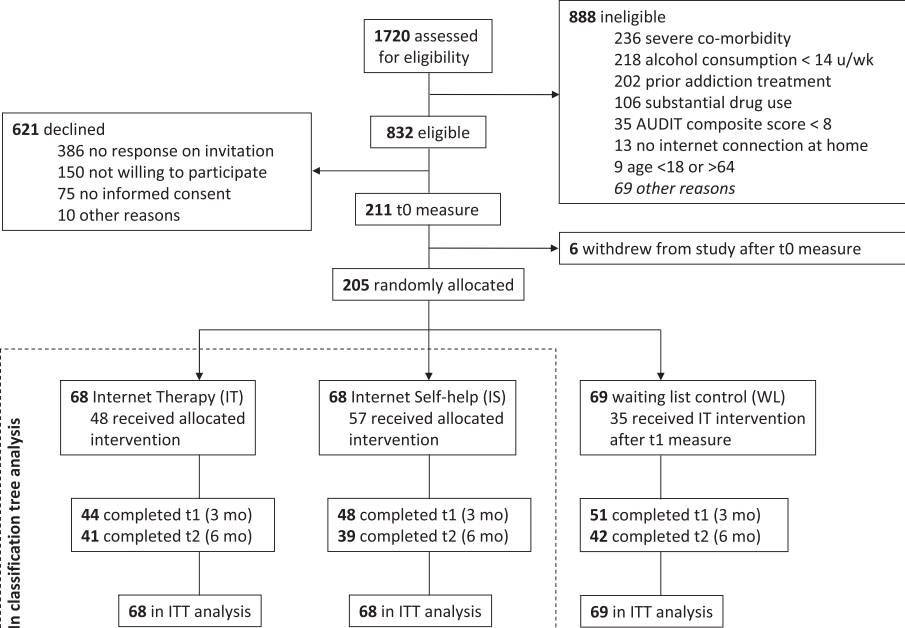 1720 assessed
for eligibility
888 ineligible
236 severe co-morbidity
218 alcohol consumption < 14 u/wk
202 prior addiction treatment
106 substantial drug use
35 AUDIT composite score < 8
13 no internet connection at home
9 age <18 or >64
69 other reasons
832 eligible
621 declined
386 no response on invitation
150 not willing to participate
75 no informed consent
10 other reasons
211 t0 measure
6 withdrew from study after t0 measure
205 randomly allocated
In classification tree analysis
68 Internet Therapy (IT)
48 received allocated
intervention
68 Internet Self-help (IS)
57 received allocated
intervention
69 waiting list control (WL)
35 received IT intervention
after t1 measure
44 completed t1 (3 mo)
41 completed t2 (6 mo)
48 completed t1 (3 mo)
39 completed t2 (6 mo)
51 completed t1 (3 mo)
42 completed t2 (6 mo)
68 in ITT analysis
68 in ITT analysis
69 in ITT analysis